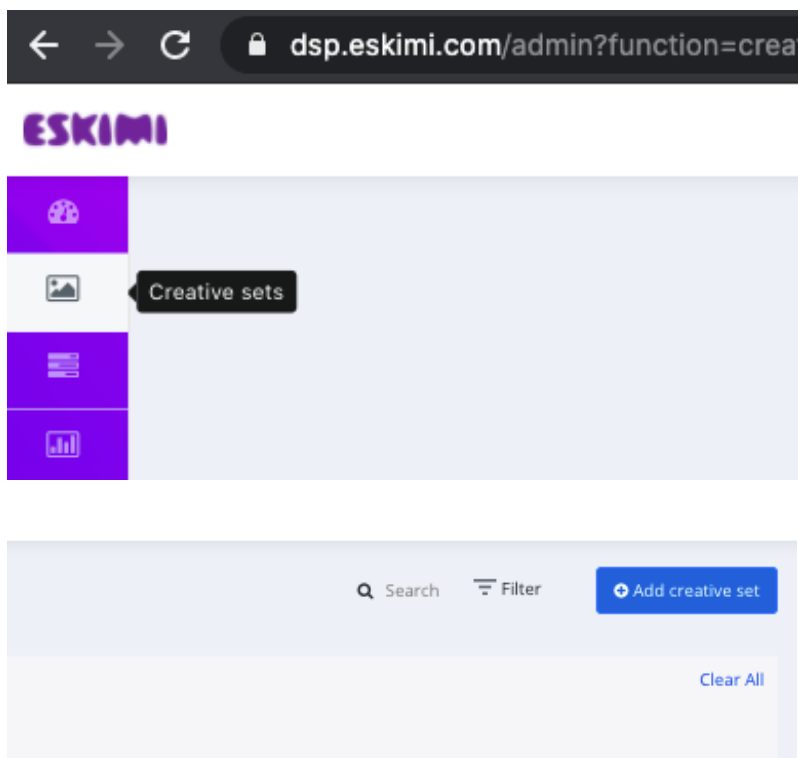 dsp.eskimi.com/admin?function=crea
ESKIMI
Creative sets
Search Filter Add creative set
Clear All